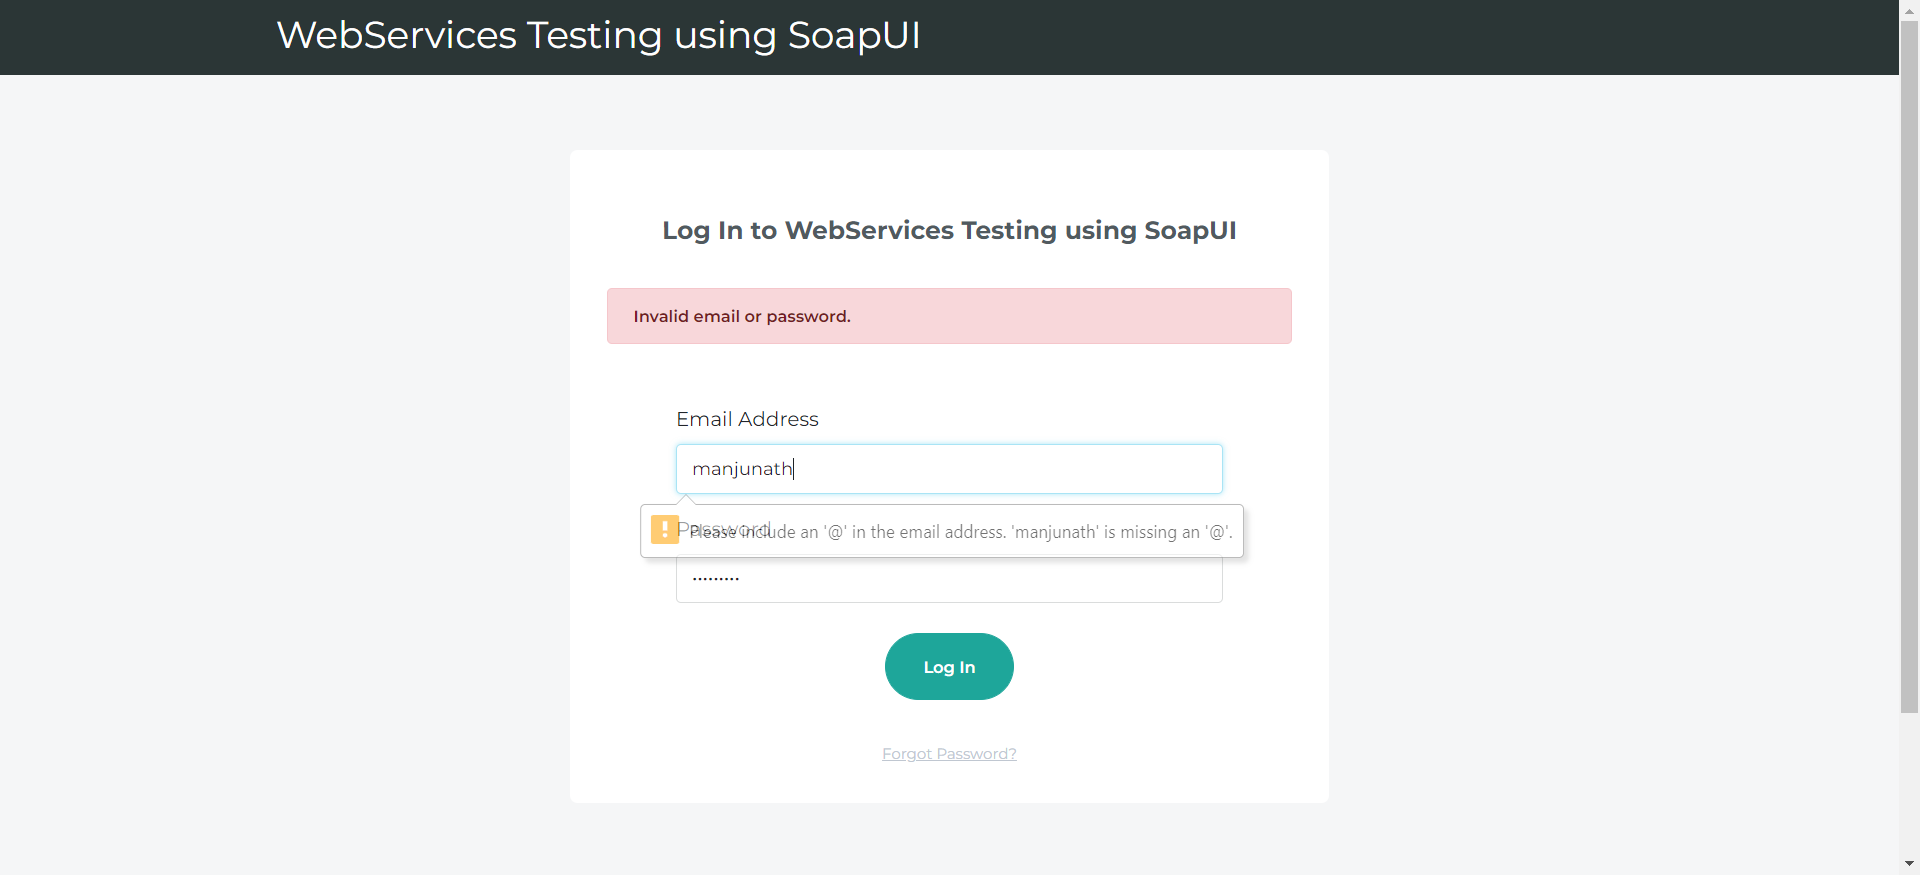 WebServices Testing using SoapUI
Log In to WebServices Testing using SoapUI
Invalid email or password.
Email Address
manjunath
Password
Please include an '@' in the email address. 'manjunath' is missing an '@'.
Log In
Forgot Password?